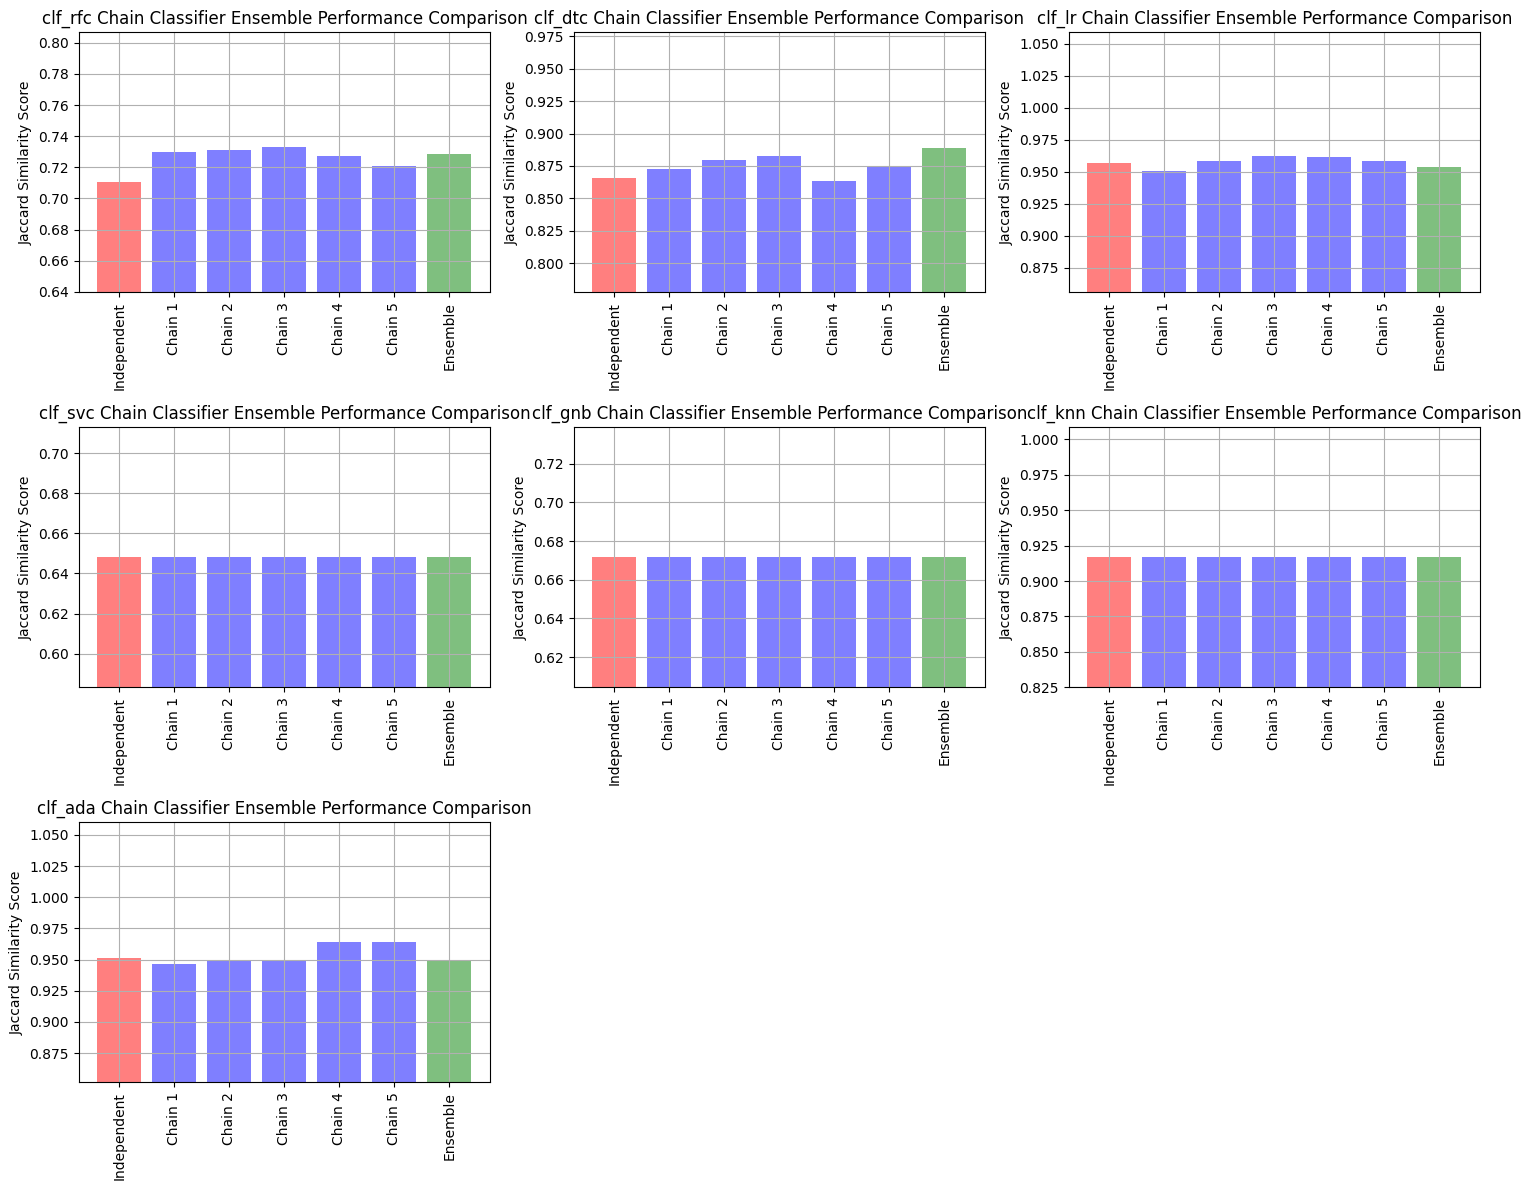 clf_rfc Chain Classifier Ensemble Performance Comparison
Jaccard Similarity Score
0.80
0.78
0.76
0.74
0.72
0.70
0.68
0.66
0.64
Independent
Chain 1
Chain 2
Chain 3
Chain 4
Chain 5
Ensemble
clf_dtc Chain Classifier Ensemble Performance Comparison
Jaccard Similarity Score
0.975
0.950
0.925
0.900
0.875
0.850
0.825
0.800
Independent
Chain 1
Chain 2
Chain 3
Chain 4
Chain 5
Ensemble
clf_lr Chain Classifier Ensemble Performance Comparison
Jaccard Similarity Score
1.050
1.025
1.000
0.975
0.950
0.925
0.900
0.875
Independent
Chain 1
Chain 2
Chain 3
Chain 4
Chain 5
Ensemble
clf_svc Chain Classifier Ensemble Performance Comparison
Jaccard Similarity Score
0.70
0.68
0.66
0.64
0.62
0.60
Independent
Chain 1
Chain 2
Chain 3
Chain 4
Chain 5
Ensemble
clf_gnb Chain Classifier Ensemble Performance Comparison
Jaccard Similarity Score
0.72
0.70
0.68
0.66
0.64
0.62
Independent
Chain 1
Chain 2
Chain 3
Chain 4
Chain 5
Ensemble
clf_knn Chain Classifier Ensemble Performance Comparison
Jaccard Similarity Score
1.000
0.975
0.950
0.925
0.900
0.875
0.850
0.825
Independent
Chain 1
Chain 2
Chain 3
Chain 4
Chain 5
Ensemble
clf_ada Chain Classifier Ensemble Performance Comparison
Jaccard Similarity Score
1.050
1.025
1.000
0.975
0.950
0.925
0.900
0.875
Independent
Chain 1
Chain 2
Chain 3
Chain 4
Chain 5
Ensemble